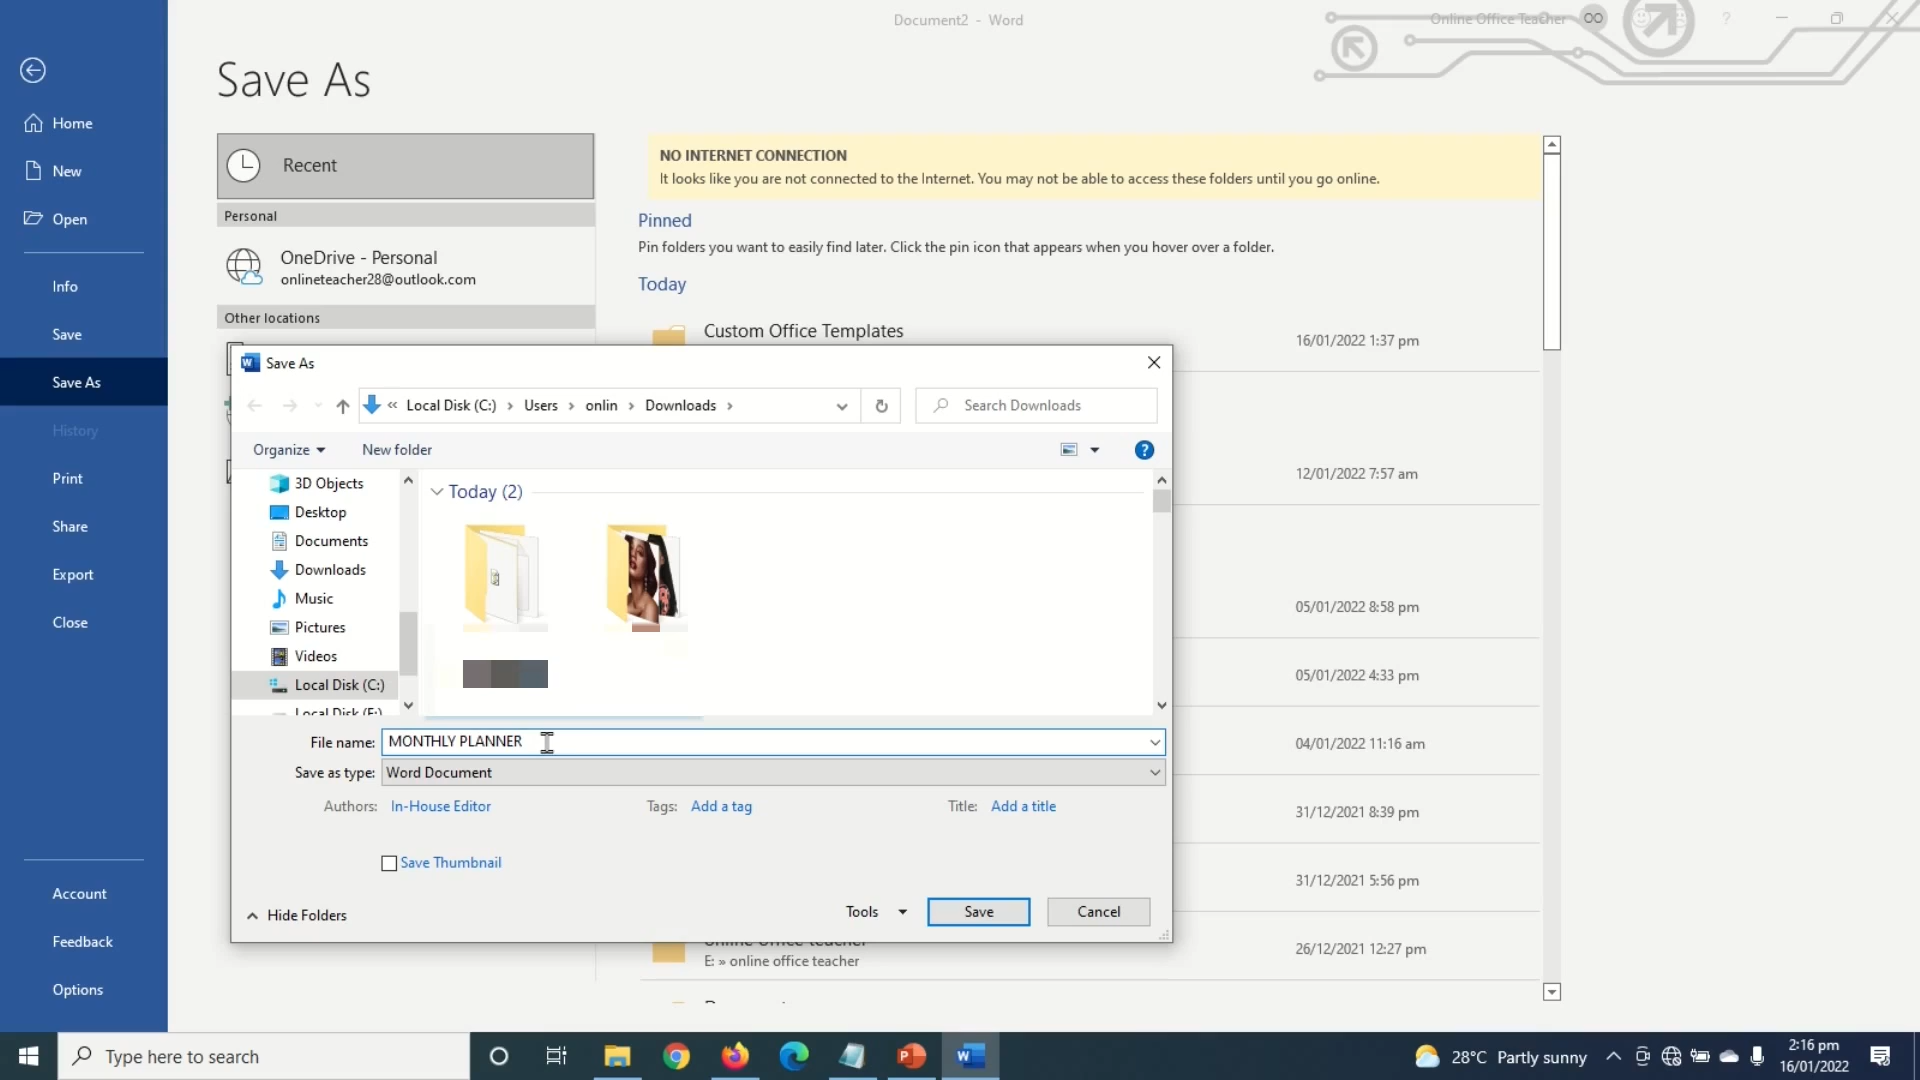 Document2 - Word
Online Office Teacher
OO
?
Save As
Home
New
Open
Info
Save
Save As
History
Print
Share
Export
Close
Account
Feedback
Options
Recent
Personal
OneDrive - Personal
onlineteacher28@outlook.com
Other locations
NO INTERNET CONNECTION
It looks like you are not connected to the Internet. You may not be able to access these folders until you go online.
Pinned
Pin folders you want to easily find later. Click the pin icon that appears when you hover over a folder.
Today
Custom Office Templates
16/01/2022 1:37 pm
12/01/2022 7:57 am
05/01/2022 8:58 pm
05/01/2022 4:33 pm
04/01/2022 11:16 am
31/12/2021 8:39 pm
31/12/2021 5:56 pm
26/12/2021 12:27 pm
E: » online office teacher
Save As
« Local Disk (C:) › Users › onlin › Downloads ›
Search Downloads
Organize
New folder
?
3D Objects
Desktop
Documents
Downloads
Music
Pictures
Videos
Local Disk (C:)
Local Disk (E:)
Today (2)
File name: MONTHLY PLANNER
Save as type: Word Document
Authors: In-House Editor
Tags: Add a tag
Title: Add a title
Save Thumbnail
Hide Folders
Tools
Save
Cancel
Type here to search
28°C Partly sunny
2:16 pm
16/01/2022